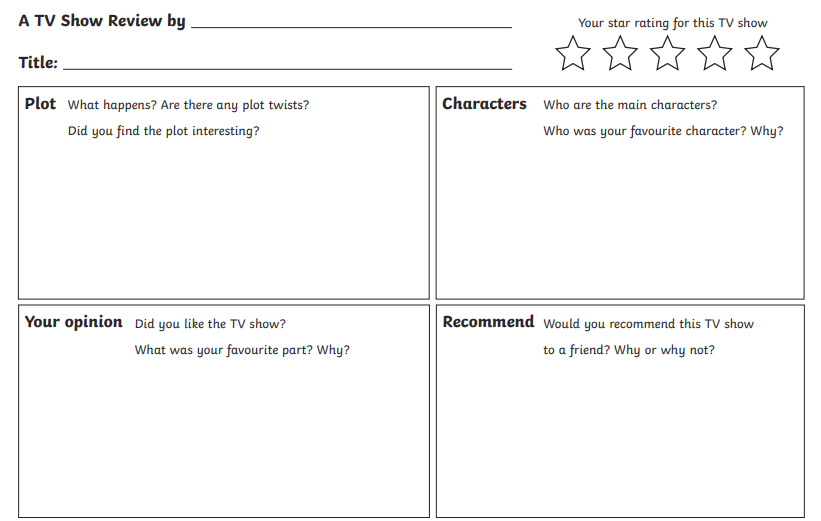 A TV Show Review by
Your star rating for this TV show
Title:
Plot What happens? Are there any plot twists?
Did you find the plot interesting?
Characters Who are the main characters?
Who was your favourite character? Why?
Your opinion Did you like the TV show?
What was your favourite part? Why?
Recommend Would you recommend this TV show
to a friend? Why or why not?